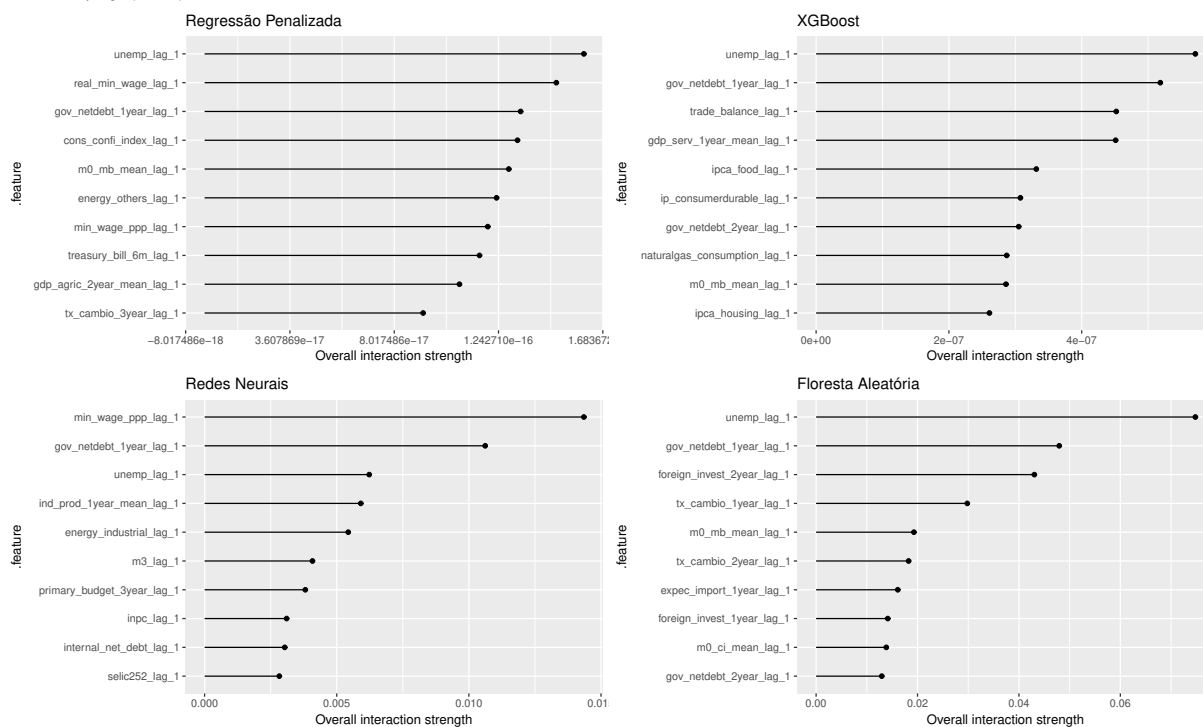 Regressão Penalizada
unemp_lag_1
real_min_wage_lag_1
gov_netdebt_1year_lag_1
cons_confi_index_lag_1
m0_mb_mean_lag_1
energy_others_lag_1
min_wage_ppp_lag_1
treasury_bill_6m_lag_1
gdp_agric_2year_mean_lag_1
tx_cambio_3year_lag_1
.feature
−8.017486e−18 3.607869e−17 8.017486e−17 1.242710e−16 1.683672
Overall interaction strength
XGBoost
unemp_lag_1
gov_netdebt_1year_lag_1
trade_balance_lag_1
gdp_serv_1year_mean_lag_1
ipca_food_lag_1
ip_consumerdurable_lag_1
gov_netdebt_2year_lag_1
naturalgas_consumption_lag_1
m0_mb_mean_lag_1
ipca_housing_lag_1
.feature
0e+00 2e−07 4e−07
Overall interaction strength
Redes Neurais
min_wage_ppp_lag_1
gov_netdebt_1year_lag_1
unemp_lag_1
ind_prod_1year_mean_lag_1
energy_industrial_lag_1
m3_lag_1
primary_budget_3year_lag_1
inpc_lag_1
internal_net_debt_lag_1
selic252_lag_1
.feature
0.000 0.005 0.010 0.01
Overall interaction strength
Floresta Aleatória
unemp_lag_1
gov_netdebt_1year_lag_1
foreign_invest_2year_lag_1
tx_cambio_1year_lag_1
m0_mb_mean_lag_1
tx_cambio_2year_lag_1
expec_import_1year_lag_1
foreign_invest_1year_lag_1
m0_ci_mean_lag_1
gov_netdebt_2year_lag_1
.feature
0.00 0.02 0.04 0.06
Overall interaction strength